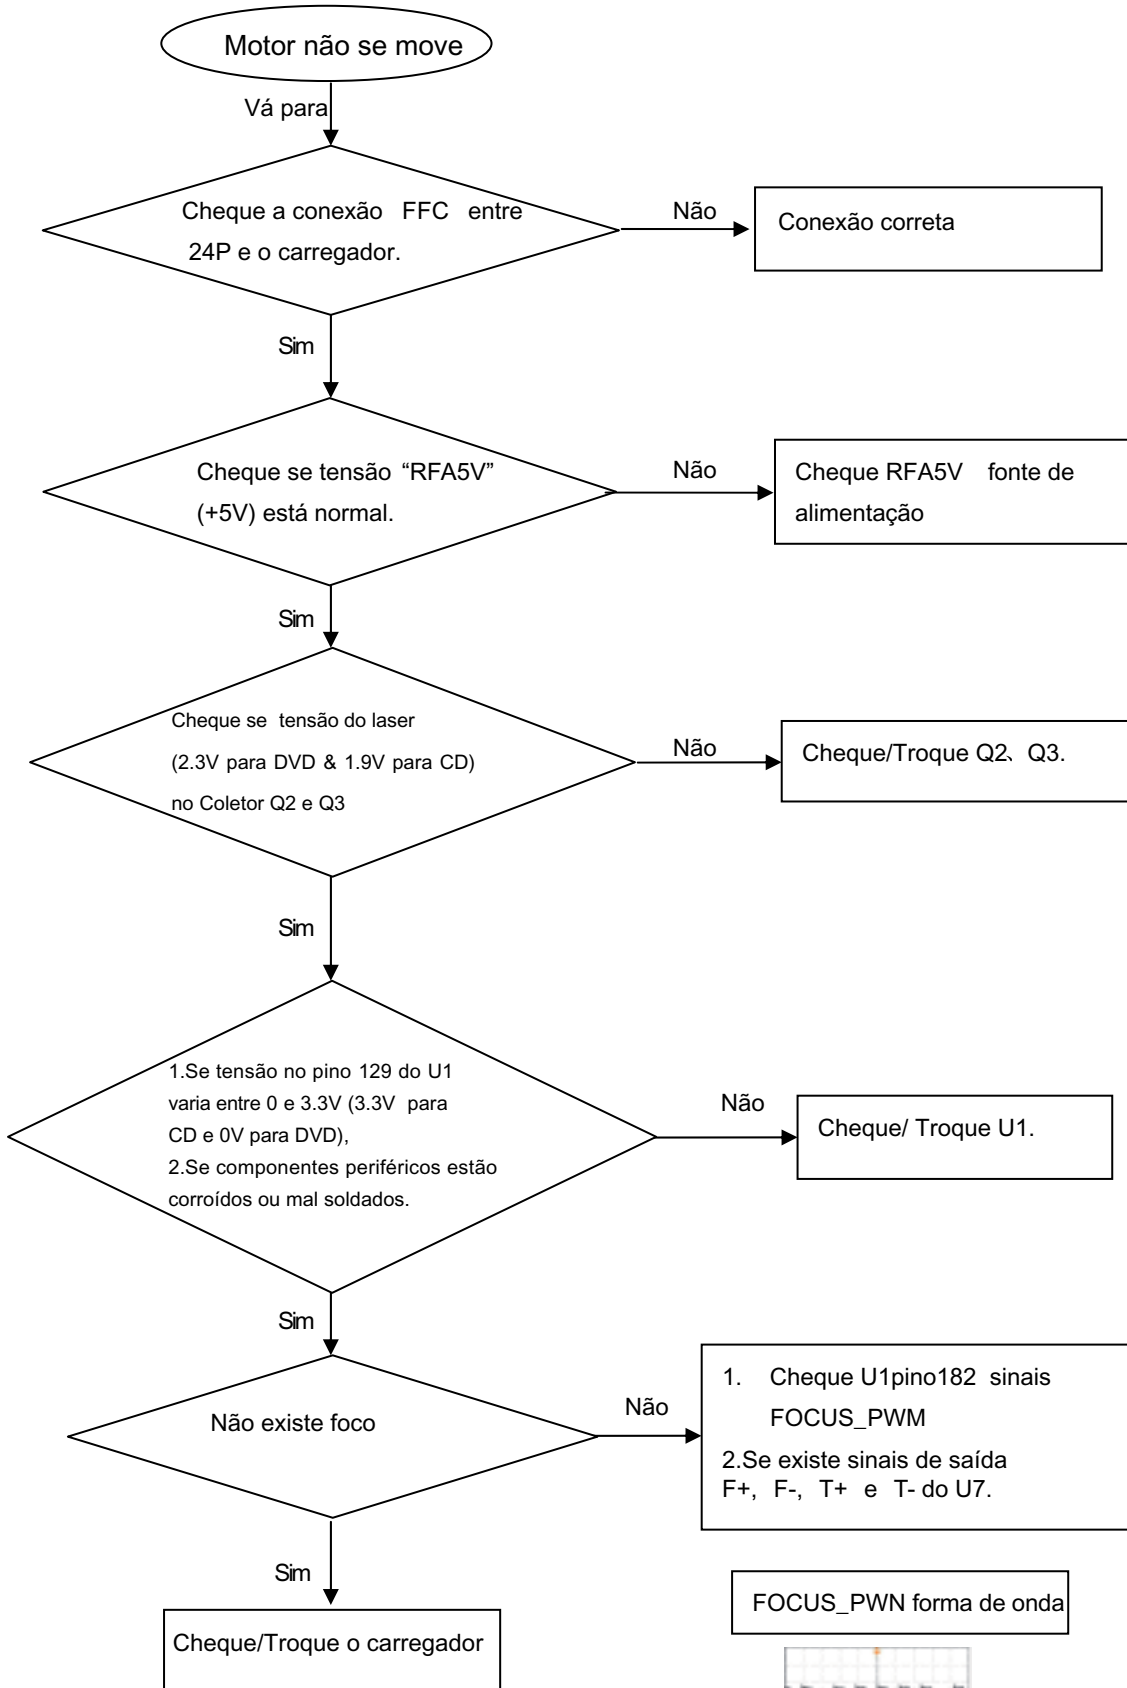 Motor não se move
Vá para
Cheque a conexão FFC entre
24P e o carregador.
Não
Conexão correta
Sim
Cheque se tensão “RFA5V”
(+5V) está normal.
Não
Cheque RFA5V fonte de
alimentação
Sim
Cheque se tensão do laser
(2.3V para DVD & 1.9V para CD)
no Coletor Q2 e Q3
Não
Cheque/Troque Q2、Q3.
Sim
1.Se tensão no pino 129 do U1
varia entre 0 e 3.3V (3.3V para
CD e 0V para DVD),
2.Se componentes periféricos estão
corroídos ou mal soldados.
Não
Cheque/ Troque U1.
Sim
Não existe foco
Não
1. Cheque U1pino182 sinais
FOCUS_PWM
2.Se existe sinais de saída
F+, F-, T+ e T- do U7.
Sim
Cheque/Troque o carregador
FOCUS_PWN forma de onda